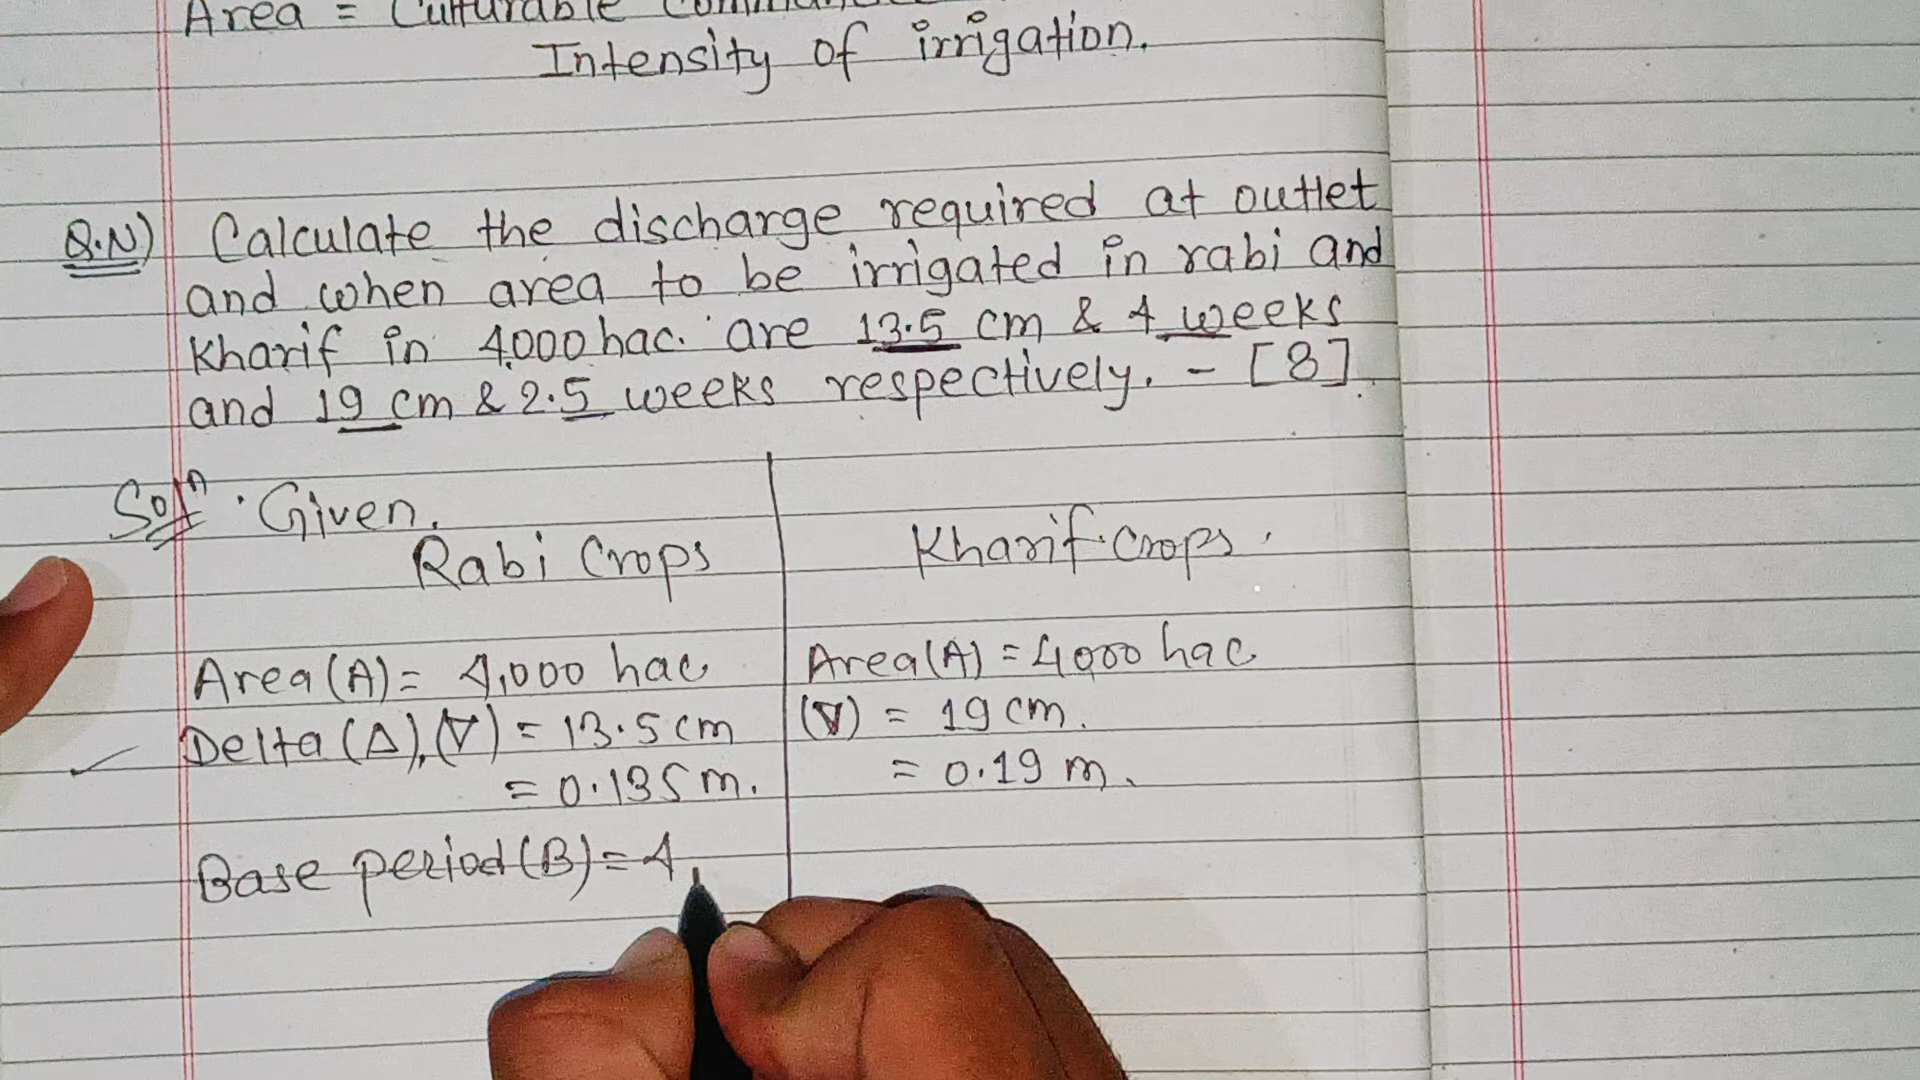 Area = Culturable Comman
Intensity of irrigation.
Q.N) Calculate the discharge required at outlet
and when area to be irrigated in rabi and
Kharif in 4000 hac. are 13.5 cm & 4 weeks
and 19 cm & 2.5 weeks respectively. - [8]
Solⁿ. Given.
Rabi Crops
Kharif Crops.
Area (A) = 4,000 hac
Delta (Δ), (∇) = 13.5 cm
= 0.135 m.
Base period (B) = 4
Area (A) = 4000 hac
(∇) = 19 cm.
= 0.19 m.